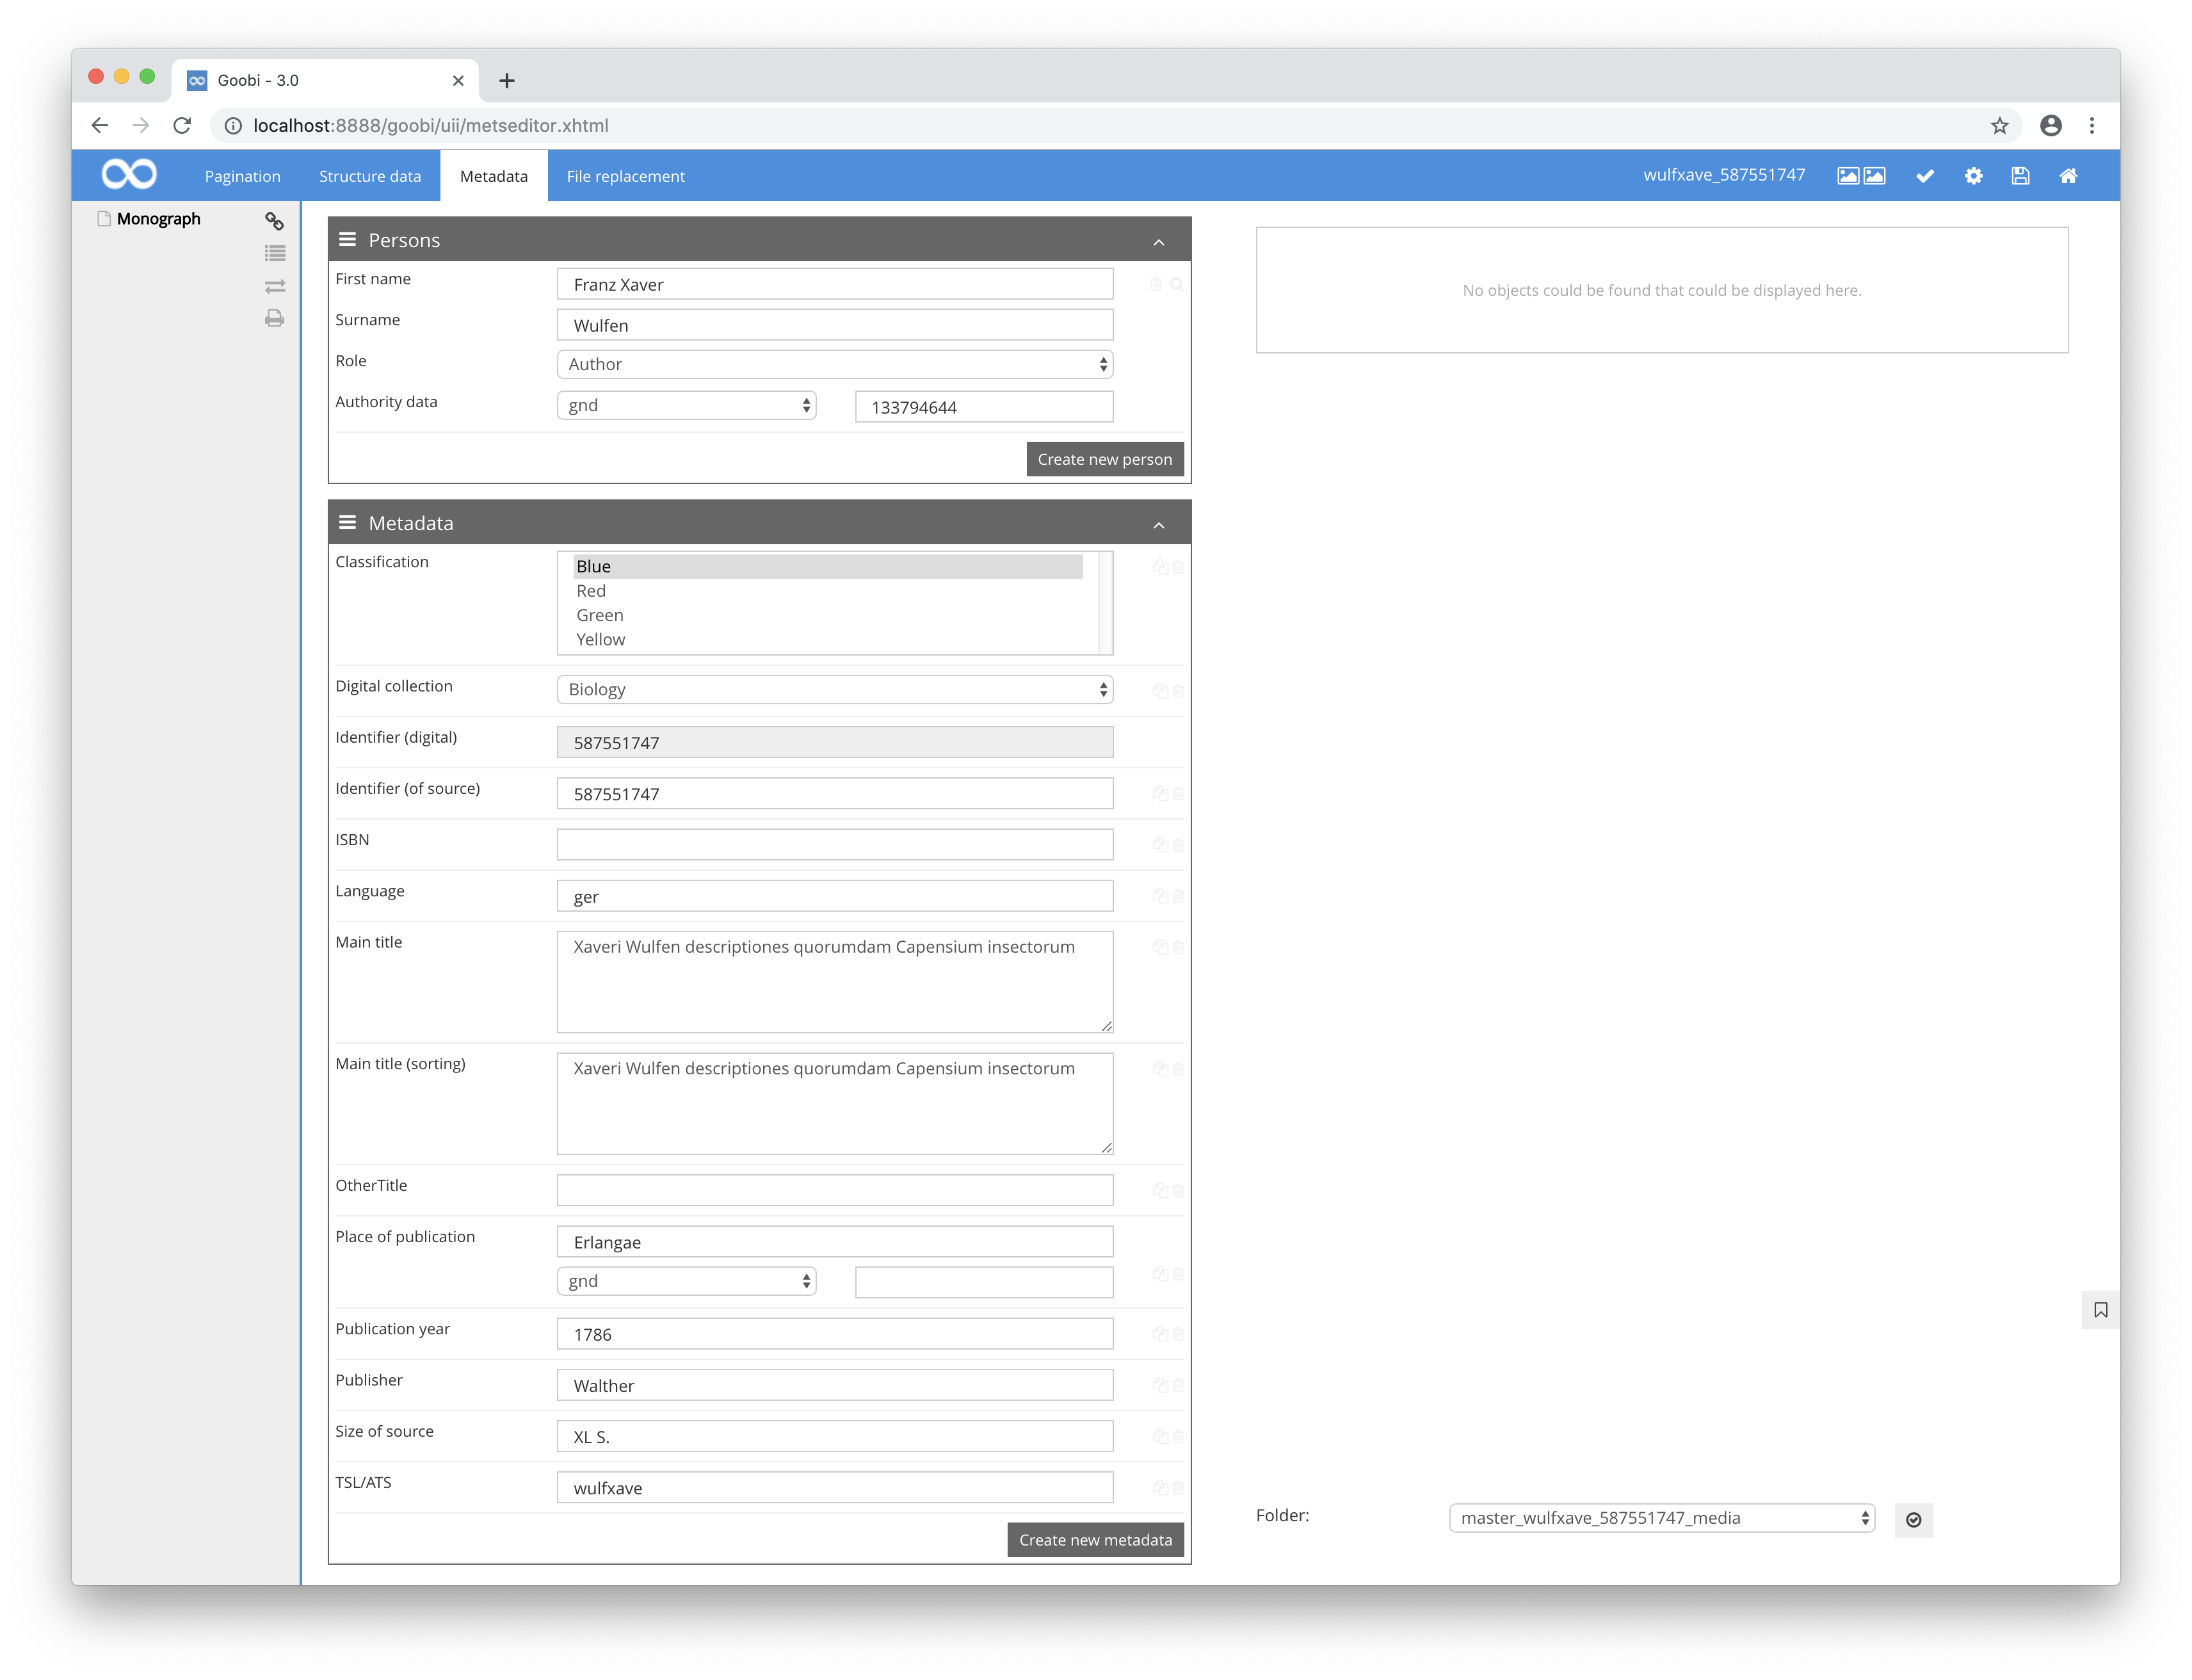 Goobi - 3.0
localhost:8888/goobi/uii/metseditor.xhtml
Pagination
Structure data
Metadata
File replacement
wulfxave_587551747
Monograph
Persons
First name
Franz Xaver
Surname
Wulfen
Role
Author
Authority data
gnd
133794644
Create new person
No objects could be found that could be displayed here.
Metadata
Classification
Blue
Red
Green
Yellow
Digital collection
Biology
Identifier (digital)
587551747
Identifier (of source)
587551747
ISBN
Language
ger
Main title
Xaveri Wulfen descriptiones quorumdam Capensium insectorum
Main title (sorting)
Xaveri Wulfen descriptiones quorumdam Capensium insectorum
OtherTitle
Place of publication
Erlangae
gnd
Publication year
1786
Publisher
Walther
Size of source
XL S.
TSL/ATS
wulfxave
Create new metadata
Folder:
master_wulfxave_587551747_media